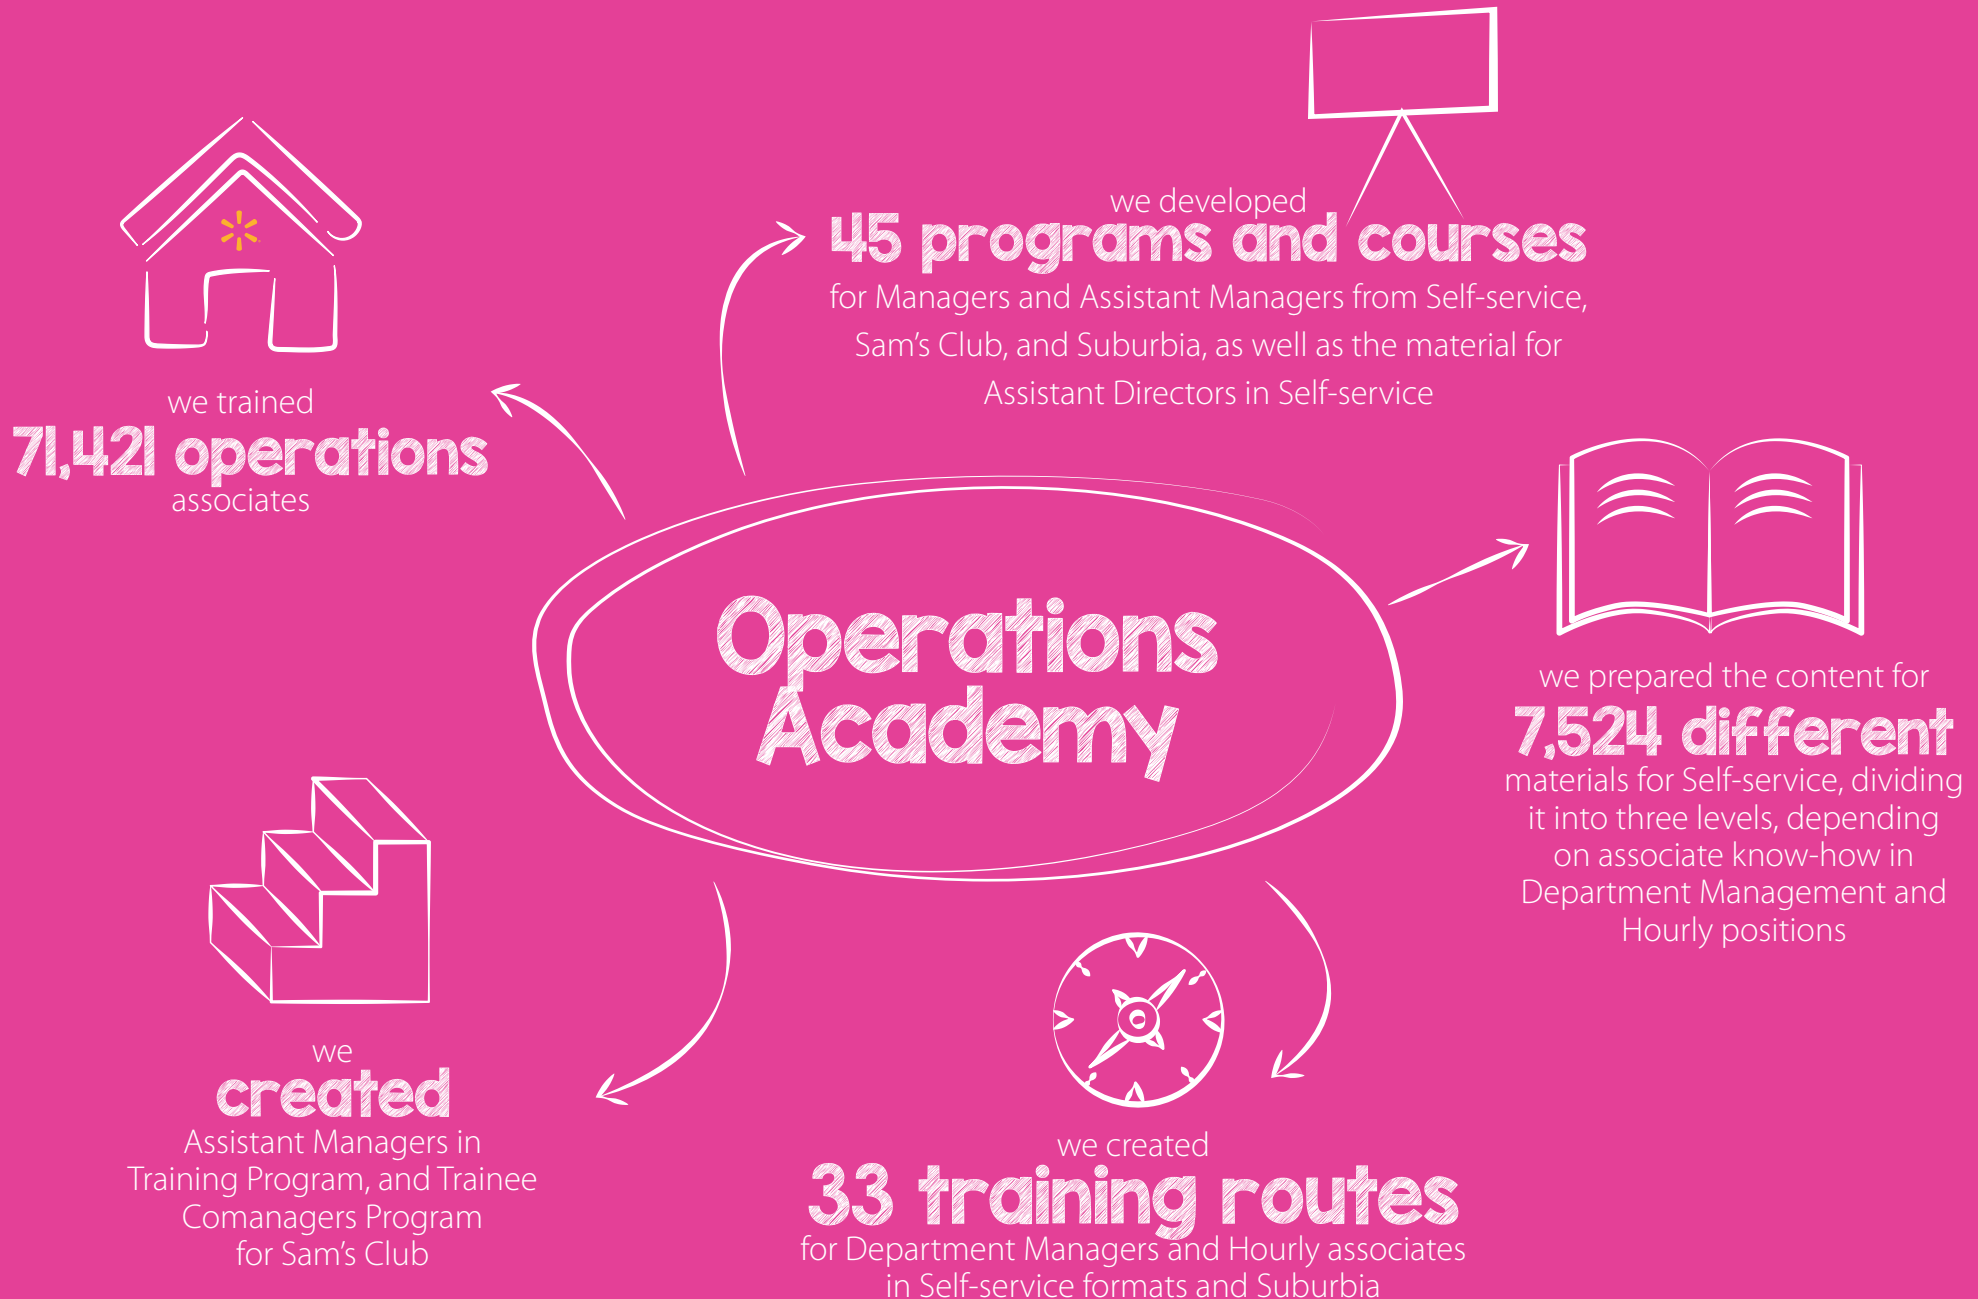 we developed
45 programs and courses
for Managers and Assistant Managers from Self-service,
Sam's Club, and Suburbia, as well as the material for
Assistant Directors in Self-service
we trained
71,421 operations
associates
Operations
Academy
we prepared the content for
7,524 different
materials for Self-service, dividing
it into three levels, depending
on associate know-how in
Department Management and
Hourly positions
we
created
Assistant Managers in
Training Program, and Trainee
Comanagers Program
for Sam's Club
we created
33 training routes
for Department Managers and Hourly associates
in Self-service formats and Suburbia